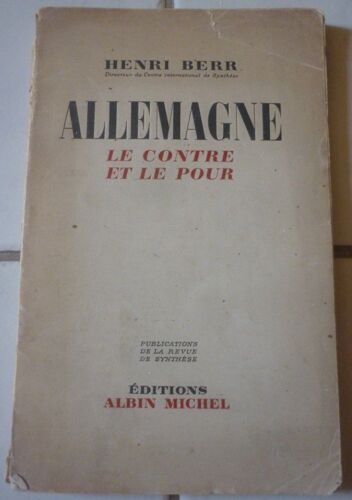 HENRI BERR
Directeur du Centre international de Synthèse
ALLEMAGNE
LE CONTRE
ET LE POUR
PUBLICATIONS
DE LA REVUE
DE SYNTHÈSE
ÉDITIONS
ALBIN MICHEL